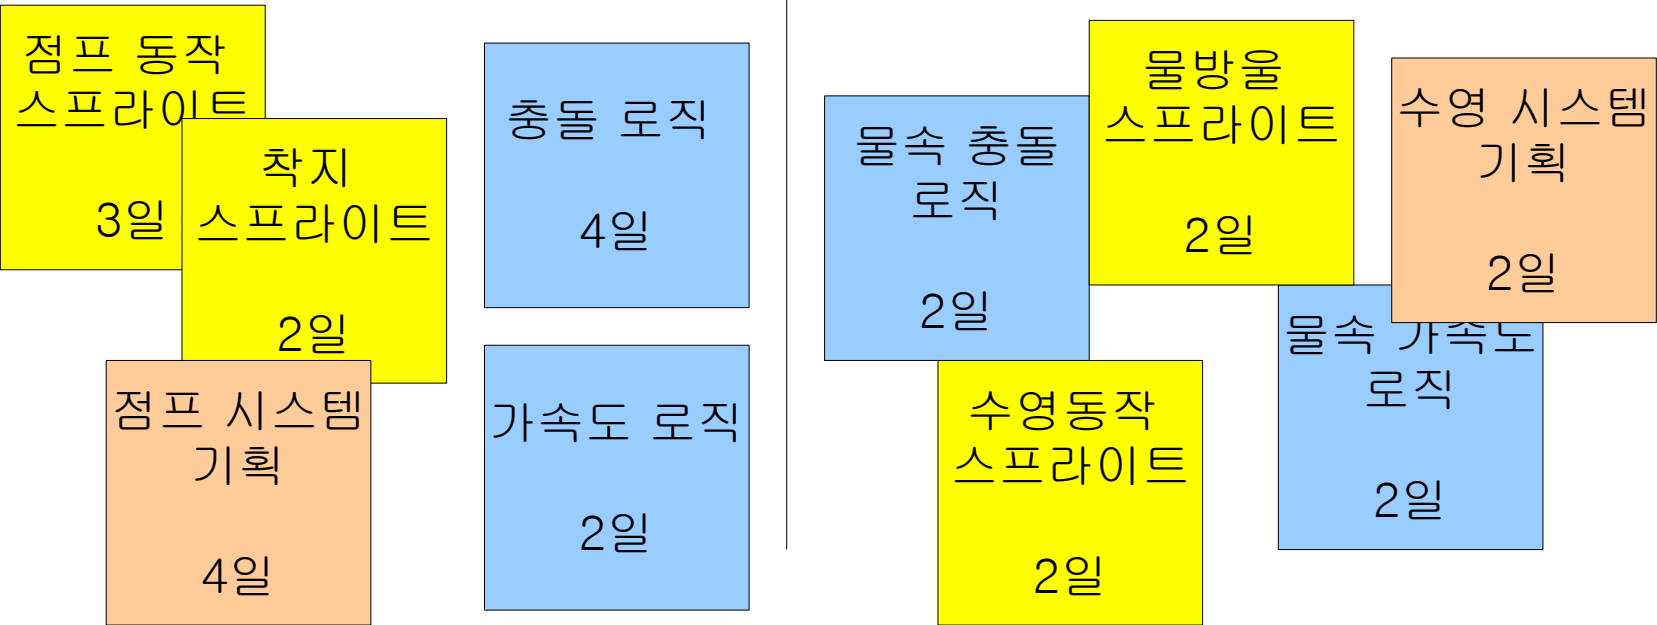 점프 동작
스프라이트
3일
착지
스프라이트
2일
점프 시스템
기획
4일
충돌 로직
4일
가속도 로직
2일
물속 충돌
로직
2일
물방울
스프라이트
2일
수영 시스템
기획
2일
수영동작
스프라이트
2일
물속 가속도
로직
2일